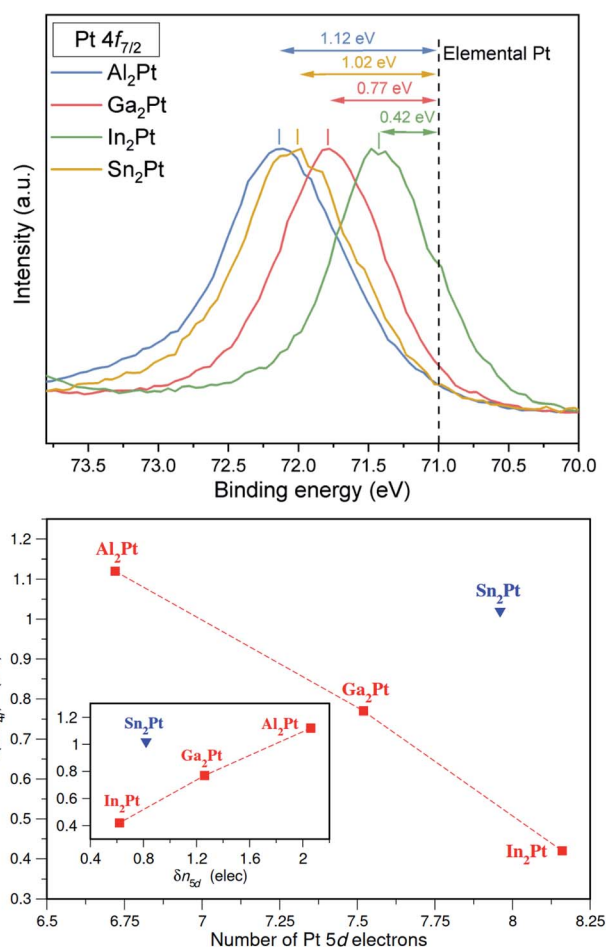 Pt 4f7/2
Al2Pt
Ga2Pt
In2Pt
Sn2Pt
1.12 eV
Elemental Pt
1.02 eV
0.77 eV
0.42 eV
Intensity (a.u.)
73.5 73.0 72.5 72.0 71.5 71.0 70.5 70.0
Binding energy (eV)
1.2
1.1
1
0.9
0.8
0.7
0.6
0.5
0.4
0.3
Al2Pt
Sn2Pt
Ga2Pt
In2Pt
1.2
1
0.8
0.6
0.4
Sn2Pt
Al2Pt
Ga2Pt
In2Pt
0.4 0.8 1.2 1.6 2
δn5d (elec)
6.5 6.75 7 7.25 7.5 7.75 8 8.25
Number of Pt 5d electrons